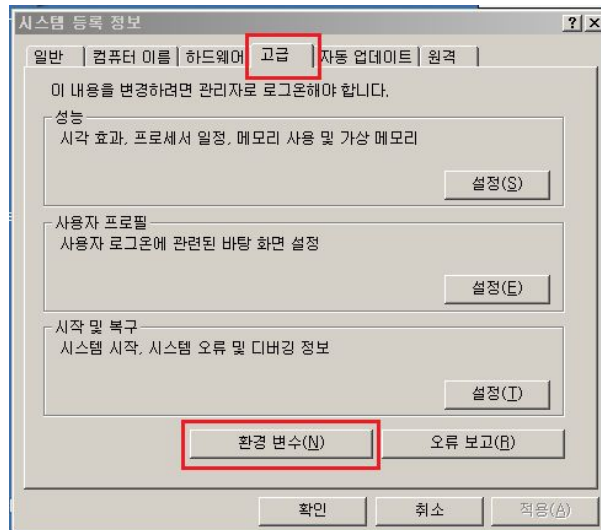 시스템 등록 정보
일반 컴퓨터 이름 하드웨어 고급 자동 업데이트 원격
이 내용을 변경하려면 관리자로 로그온해야 합니다.
성능
시각 효과, 프로세서 일정, 메모리 사용 및 가상 메모리
설정(S)
사용자 프로필
사용자 로그온에 관련된 바탕 화면 설정
설정(E)
시작 및 복구
시스템 시작, 시스템 오류 및 디버깅 정보
설정(T)
환경 변수(N) 오류 보고(R)
확인 취소 적용(A)